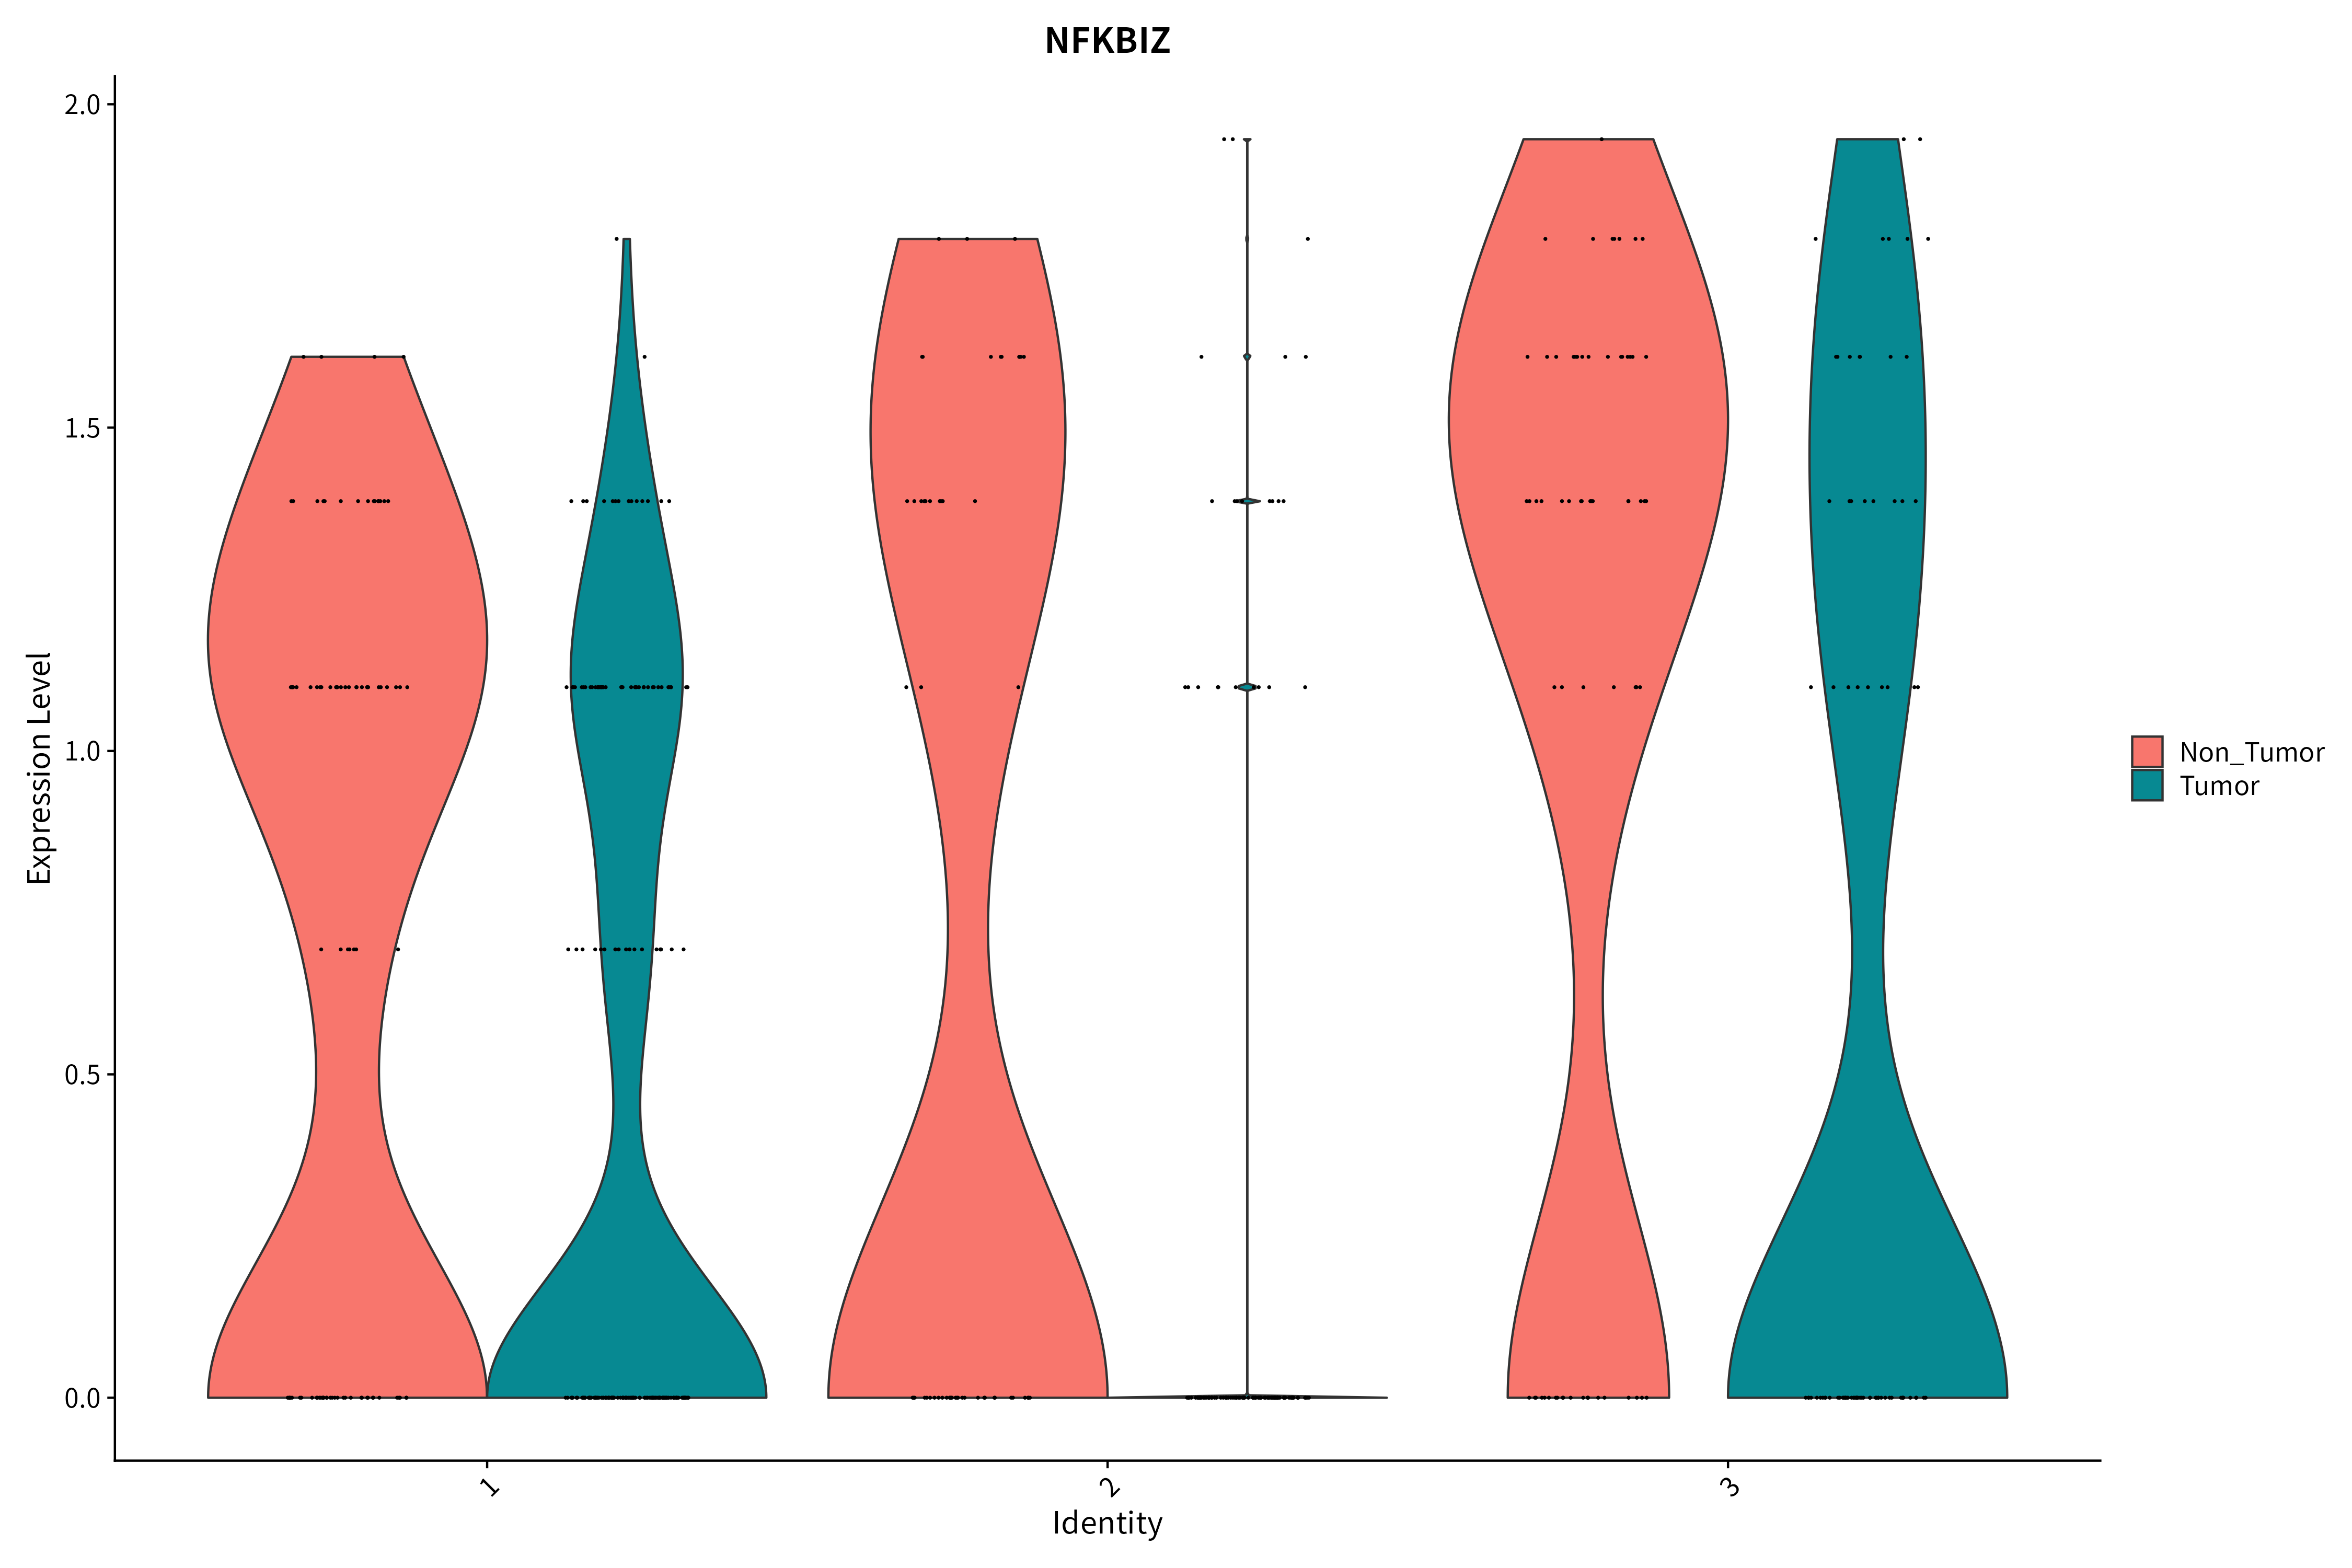 NFKBIZ
2.0
1.5
1.0
0.5
0.0
Expression Level
1
2
3
Identity
Non_Tumor
Tumor